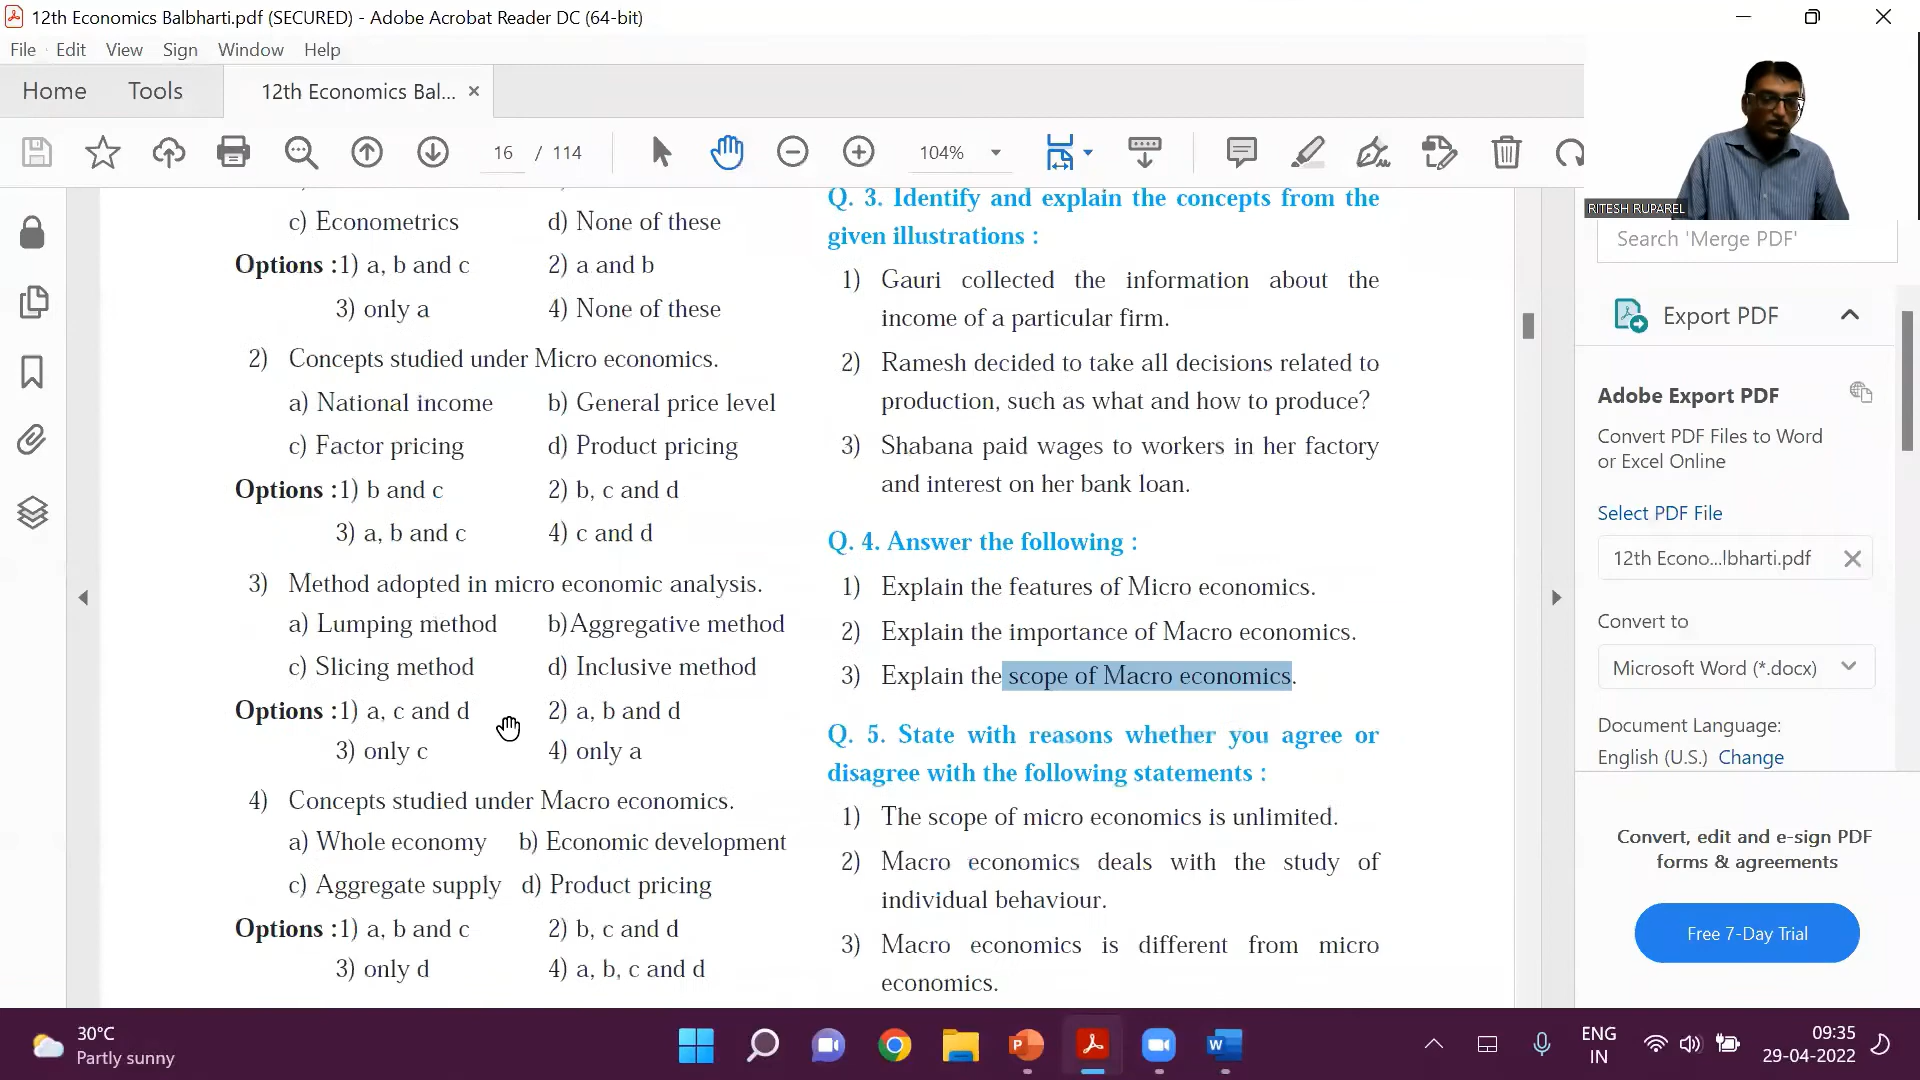 12th Economics Balbharti.pdf (SECURED) - Adobe Acrobat Reader DC (64-bit)
File Edit View Sign Window Help
Home Tools 12th Economics Bal... ×
16 / 114 104%
RITESH RUPAREL
c) Econometrics d) None of these
Options : 1) a, b and c 2) a and b
3) only a 4) None of these
2) Concepts studied under Micro economics.
a) National income b) General price level
c) Factor pricing d) Product pricing
Options : 1) b and c 2) b, c and d
3) a, b and c 4) c and d
3) Method adopted in micro economic analysis.
a) Lumping method b)Aggregative method
c) Slicing method d) Inclusive method
Options : 1) a, c and d 2) a, b and d
3) only c 4) only a
4) Concepts studied under Macro economics.
a) Whole economy b) Economic development
c) Aggregate supply d) Product pricing
Options : 1) a, b and c 2) b, c and d
3) only d 4) a, b, c and d
Q. 3. Identify and explain the concepts from the
given illustrations :
1) Gauri collected the information about the
income of a particular firm.
2) Ramesh decided to take all decisions related to
production, such as what and how to produce?
3) Shabana paid wages to workers in her factory
and interest on her bank loan.
Q. 4. Answer the following :
1) Explain the features of Micro economics.
2) Explain the importance of Macro economics.
3) Explain the scope of Macro economics.
Q. 5. State with reasons whether you agree or
disagree with the following statements :
1) The scope of micro economics is unlimited.
2) Macro economics deals with the study of
individual behaviour.
3) Macro economics is different from micro
economics.
Search 'Merge PDF'
Export PDF
Adobe Export PDF
Convert PDF Files to Word
or Excel Online
Select PDF File
12th Econo...lbharti.pdf
Convert to
Microsoft Word (*.docx)
Document Language:
English (U.S.) Change
Convert, edit and e-sign PDF
forms & agreements
Free 7-Day Trial
30°C
Partly sunny
ENG
IN
09:35
29-04-2022